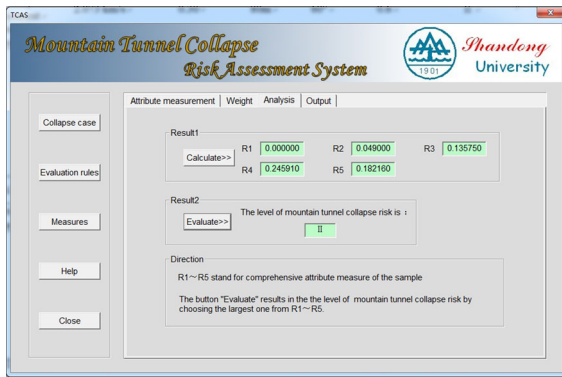 TCAS
Mountain Tunnel Collapse
Risk Assessment System
1901
Shandong
University
Collapse case
Evaluation rules
Measures
Help
Close
Attribute measurement Weight Analysis Output
Result1
Calculate>>
R1 0.000000 R2 0.049000 R3 0.135750
R4 0.245910 R5 0.182160
Result2
Evaluate>>
The level of mountain tunnel collapse risk is :
II
Direction
R1~R5 stand for comprehensive attribute measure of the sample
The button "Evaluate" results in the the level of mountain tunnel collapse risk by
choosing the largest one from R1~R5.